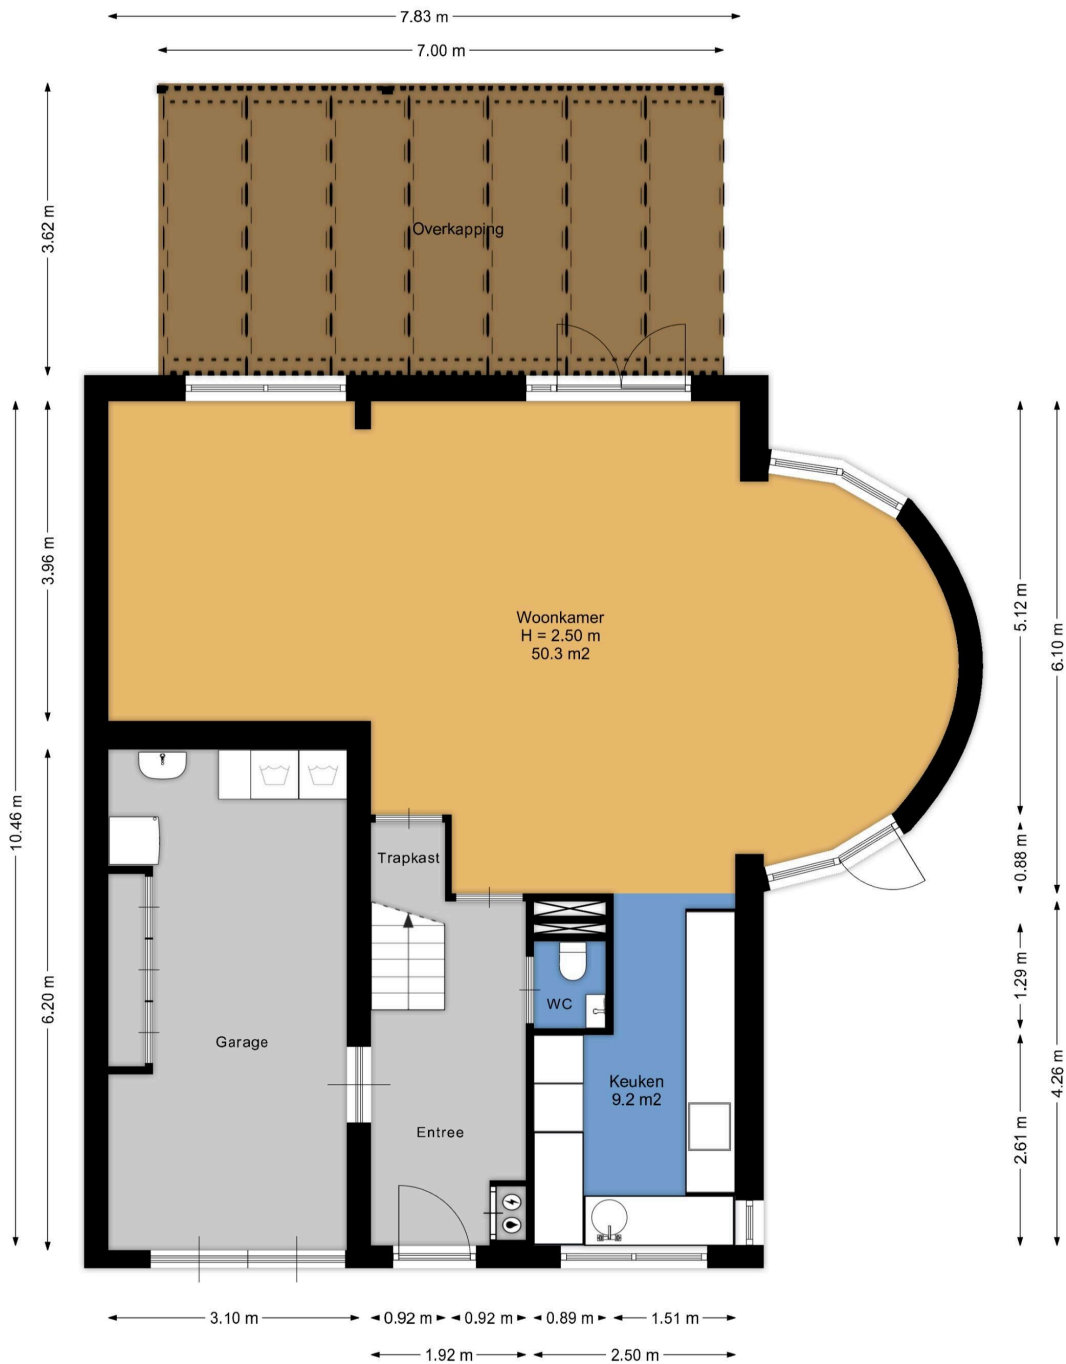 7.83 m
7.00 m
3.62 m
Overkapping
3.96 m
10.46 m
6.20 m
Woonkamer
H = 2.50 m
50.3 m2
5.12 m
6.10 m
0.88 m
1.29 m
4.26 m
2.61 m
Trapkast
WC
Garage
Keuken
9.2 m2
Entree
3.10 m
0.92 m
0.92 m
0.89 m
1.51 m
1.92 m
2.50 m